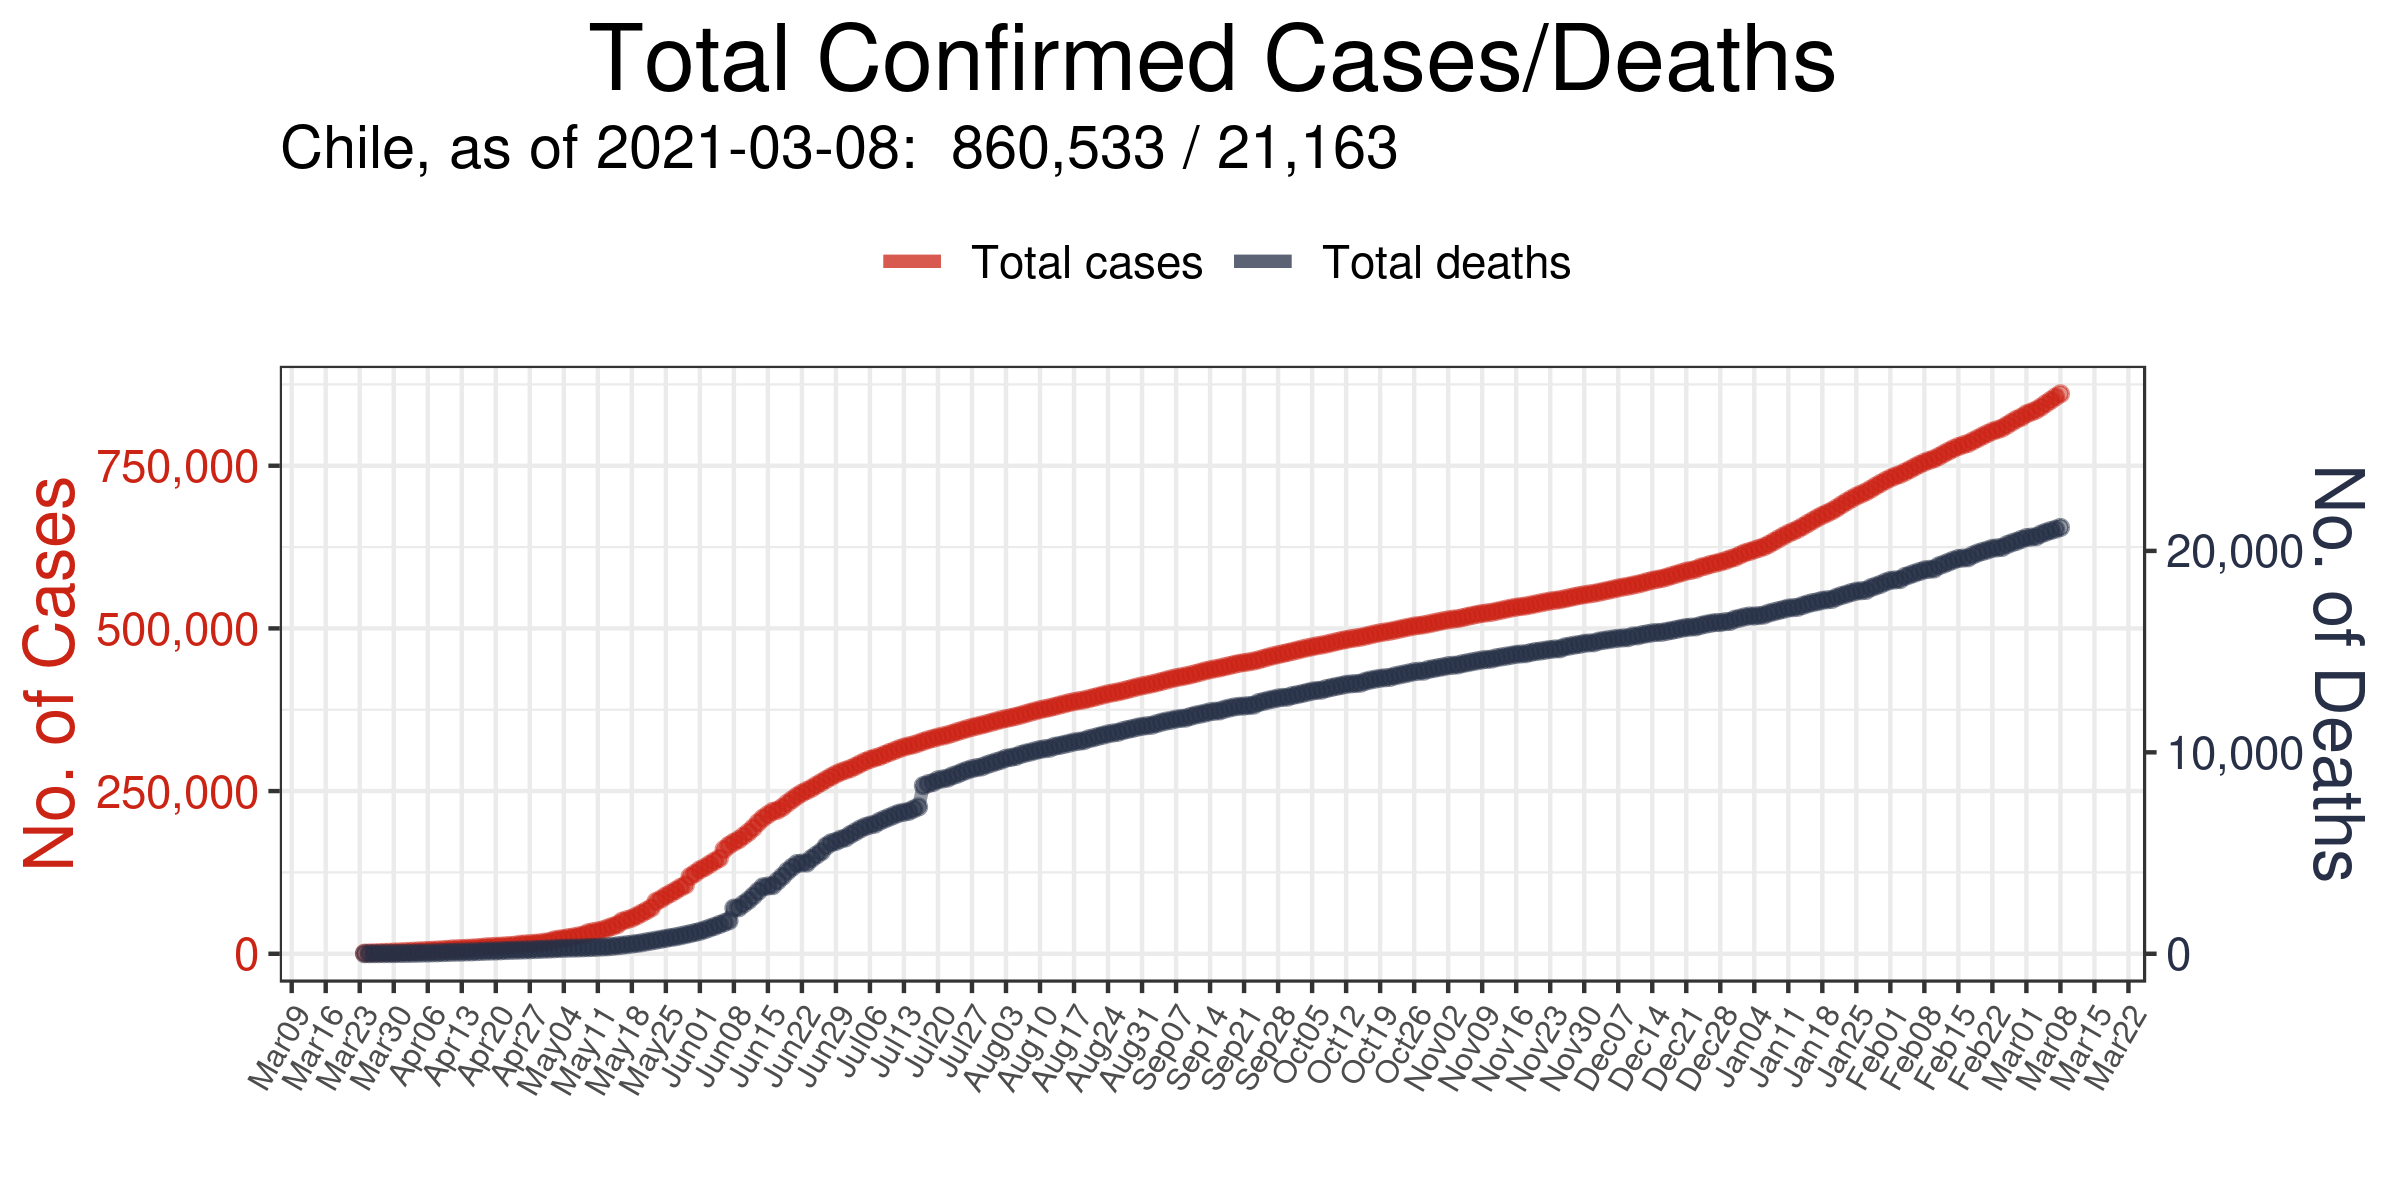 Total Confirmed Cases/Deaths
Chile, as of 2021-03-08:  860,533 / 21,163
Total cases
Total deaths
No. of Cases
750,000
500,000
250,000
0
20,000
10,000
0
No. of Deaths
Mar09
Mar16
Mar23
Mar30
Apr06
Apr13
Apr20
Apr27
May04
May11
May18
May25
Jun01
Jun08
Jun15
Jun22
Jun29
Jul06
Jul13
Jul20
Jul27
Aug03
Aug10
Aug17
Aug24
Aug31
Sep07
Sep14
Sep21
Sep28
Oct05
Oct12
Oct19
Oct26
Nov02
Nov09
Nov16
Nov23
Nov30
Dec07
Dec14
Dec21
Dec28
Jan04
Jan11
Jan18
Jan25
Feb01
Feb08
Feb15
Feb22
Mar01
Mar08
Mar15
Mar22